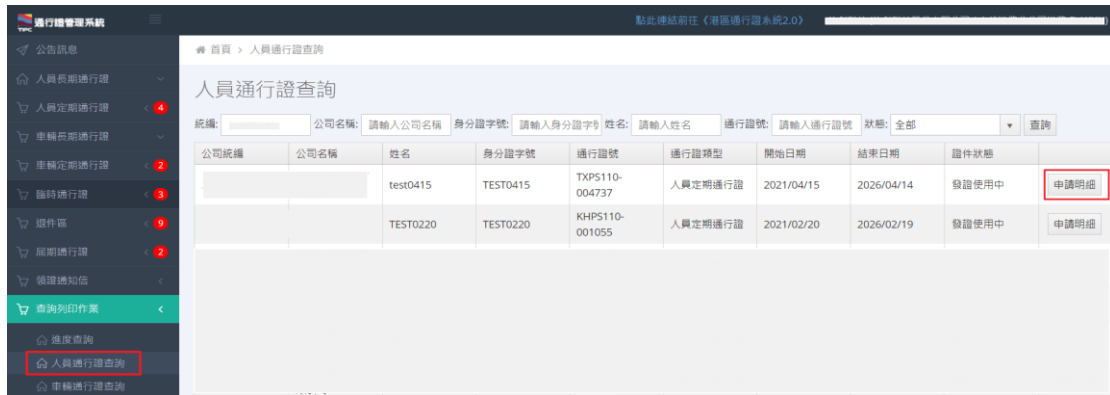 通行證管理系統
TIPC
點此連結前往《港區通行證系統2.0》
公告訊息
人員長期通行證
人員定期通行證 4
車輛長期通行證
車輛定期通行證 2
臨時通行證 3
退件區 9
屆期通行證 2
領證通知信
查詢列印作業
進度查詢
人員通行證查詢
車輛通行證查詢
首頁 > 人員通行證查詢
人員通行證查詢
統編: 公司名稱: 請輸入公司名稱 身分證字號: 請輸入身分證字號 姓名: 請輸入姓名 通行證號: 請輸入通行證號 狀態: 全部 查詢
公司統編 公司名稱 姓名 身分證字號 通行證號 通行證類型 開始日期 結束日期 證件狀態
test0415 TEST0415 TXPS110-004737 人員定期通行證 2021/04/15 2026/04/14 發證使用中 申請明細
TEST0220 TEST0220 KHPS110-001055 人員定期通行證 2021/02/20 2026/02/19 發證使用中 申請明細